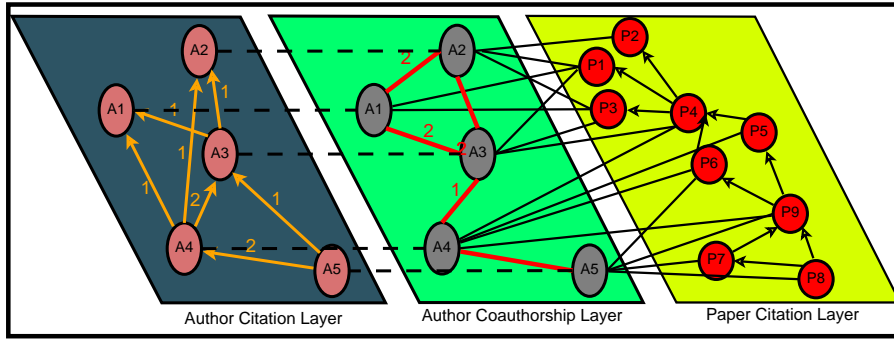 A2
A1
A3
A4
A5
1
1
1
1
2
1
2
Author Citation Layer
A2
A1
A3
A4
A5
2
2
2
1
Author Coauthorship Layer
P2
P1
P3
P4
P5
P6
P9
P7
P8
Paper Citation Layer